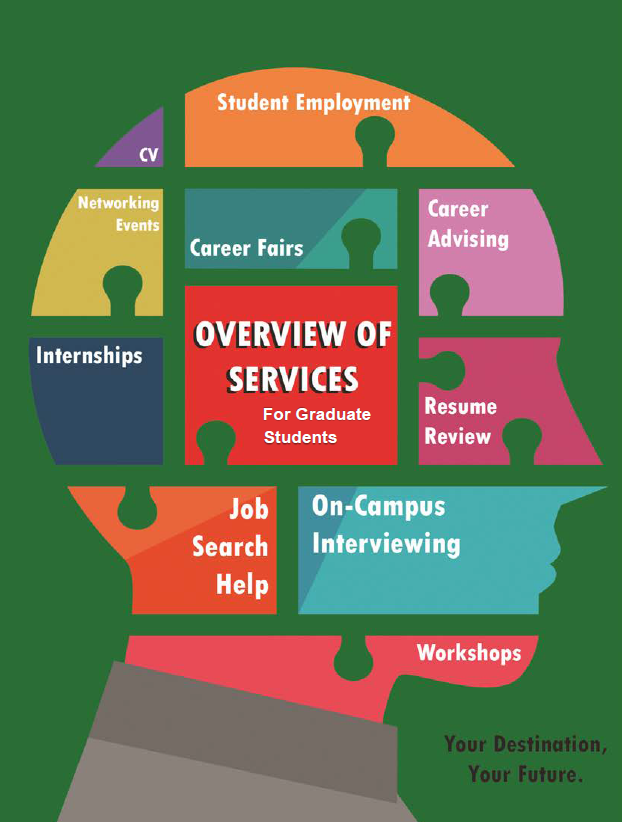 Student Employment
CV
Networking
Events
Career Fairs
Career
Advising
OVERVIEW OF
SERVICES
For Graduate
Students
Internships
Resume
Review
Job
Search
Help
On-Campus
Interviewing
Workshops
Your Destination,
Your Future.